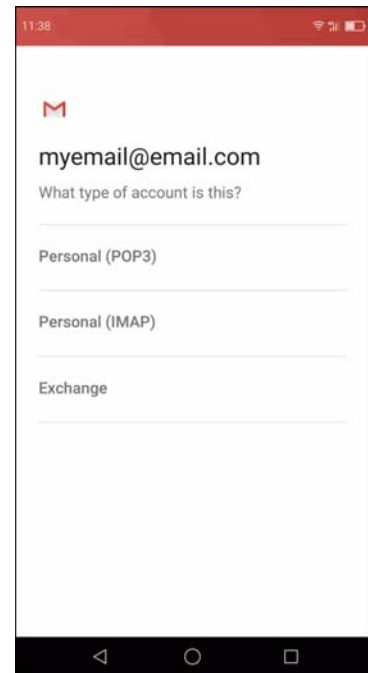 11:38
myemail@email.com
What type of account is this?
Personal (POP3)
Personal (IMAP)
Exchange